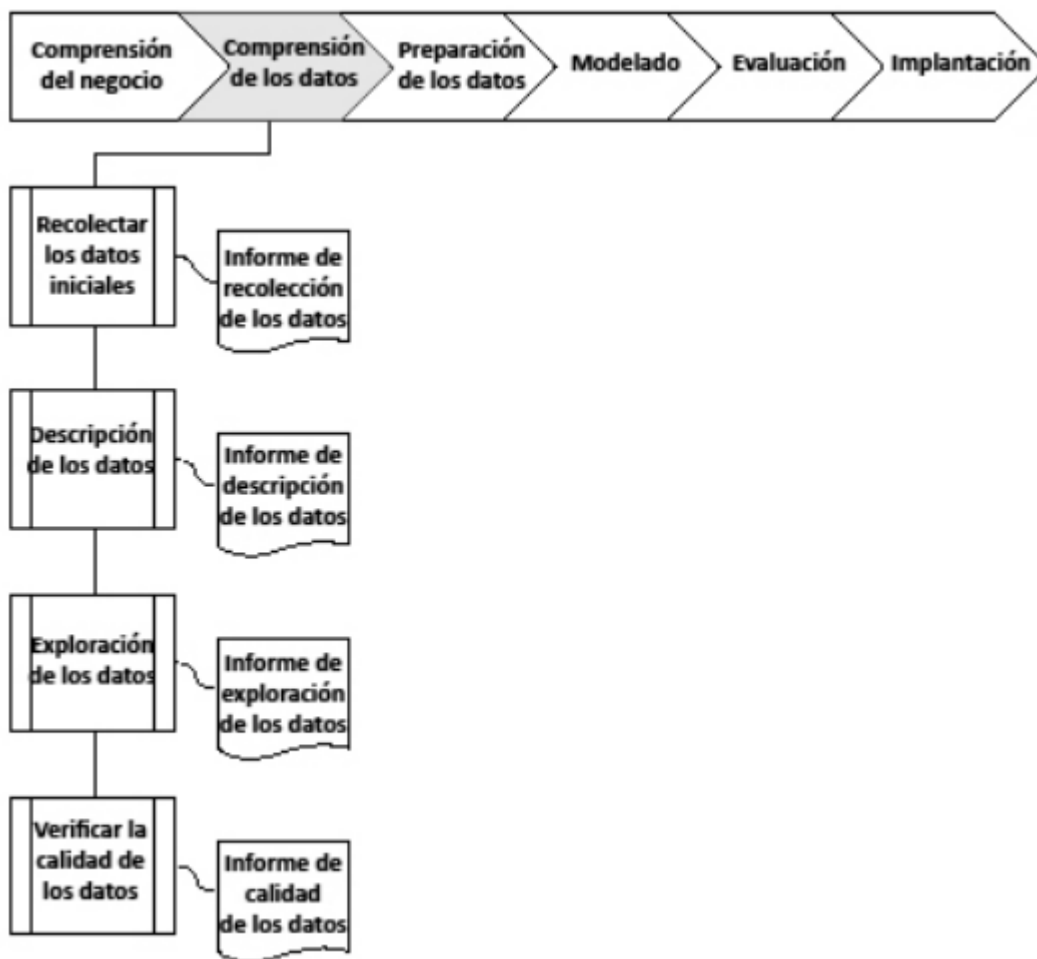 Comprensión
del negocio
Comprensión
de los datos
Preparación
de los datos
Modelado
Evaluación
Implantación
Recolectar
los datos
iniciales
Informe de
recolección
de los datos
Descripción
de los datos
Informe de
descripción
de los datos
Exploración
de los datos
Informe de
exploración
de los datos
Verificar la
calidad de
los datos
Informe de
calidad
de los datos